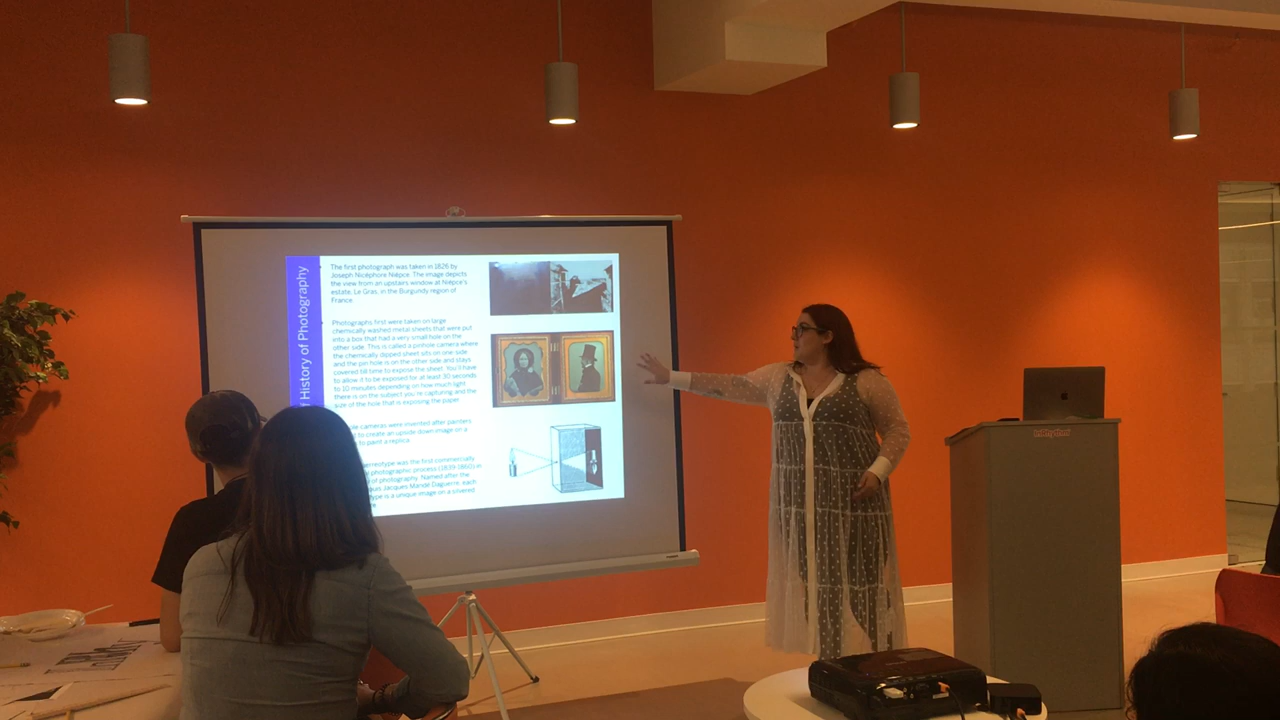 f History of Photography
The first photograph was taken in 1826 by
Joseph Nicéphore Niépce. The image depicts
the view from an upstairs window at Niépce's
estate, Le Gras, in the Burgundy region of
France.
Photographs first were taken on large
chemically washed metal sheets that were put
into a box that had a very small hole on the
other side. This is called a pinhole camera where
the chemically dipped sheet sits on one side
and the pin hole is on the other side and stays
covered till time to expose the sheet. You'll have
to allow it to be exposed for at least 30 seconds
to 10 minutes depending on how much light
there is on the subject you're capturing and the
size of the hole that is exposing the paper.
hole cameras were invented after painters
to create an upside down image on a
to paint a replica.
erreotype was the first commercially
photographic process (1839-1860) in
of photography. Named after the
Louis Jacques Mandé Daguerre, each
type is a unique image on a silvered
InRhythm